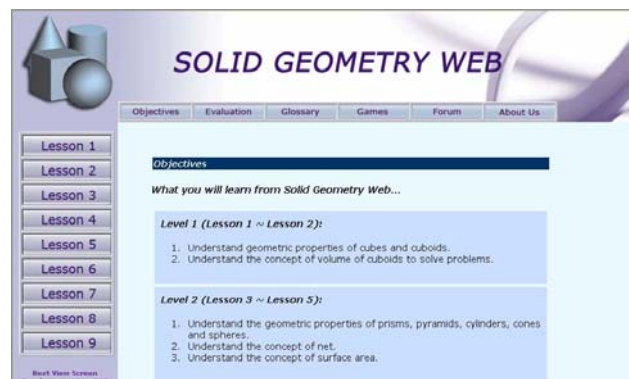 SOLID GEOMETRY WEB
Objectives Evaluation Glossary Games Forum About Us
Lesson 1
Lesson 2
Lesson 3
Lesson 4
Lesson 5
Lesson 6
Lesson 7
Lesson 8
Lesson 9
Best View Screen
Objectives
What you will learn from Solid Geometry Web...
Level 1 (Lesson 1 ~ Lesson 2):
1. Understand geometric properties of cubes and cuboids.
2. Understand the concept of volume of cuboids to solve problems.
Level 2 (Lesson 3 ~ Lesson 5):
1. Understand the geometric properties of prisms, pyramids, cylinders, cones
and spheres.
2. Understand the concept of net.
3. Understand the concept of surface area.